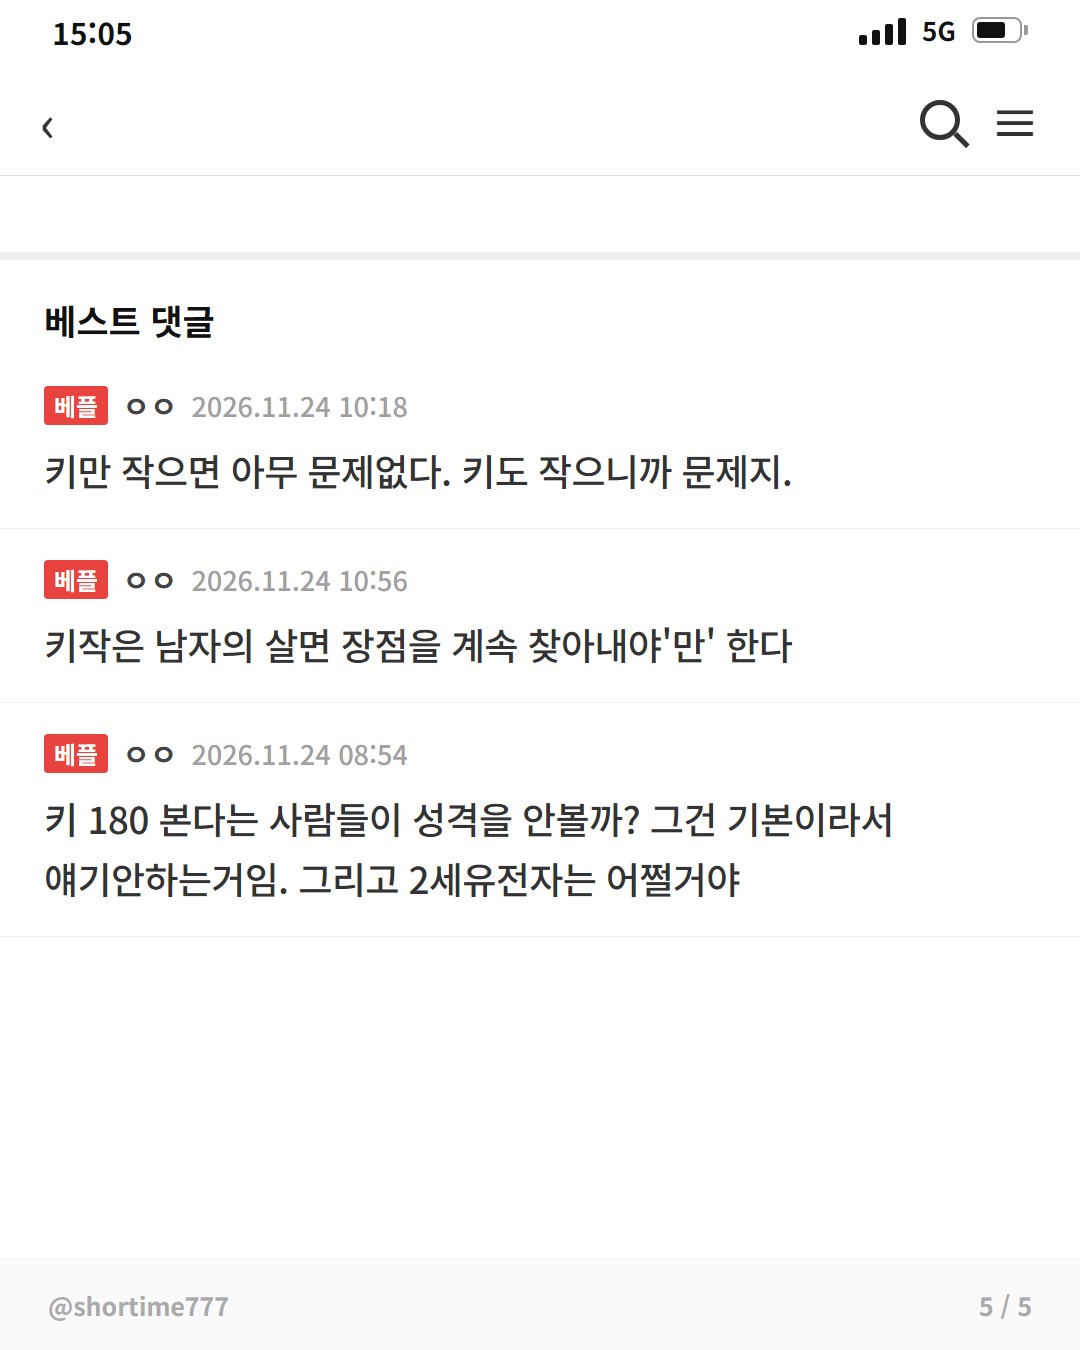 15:05
5G
베스트 댓글
베플 ㅇㅇ 2026.11.24 10:18
키만 작으면 아무 문제없다. 키도 작으니까 문제지.
베플 ㅇㅇ 2026.11.24 10:56
키작은 남자의 살면 장점을 계속 찾아내야'만' 한다
베플 ㅇㅇ 2026.11.24 08:54
키 180 본다는 사람들이 성격을 안볼까? 그건 기본이라서
얘기안하는거임. 그리고 2세유전자는 어쩔거야
@shortime777
5 / 5